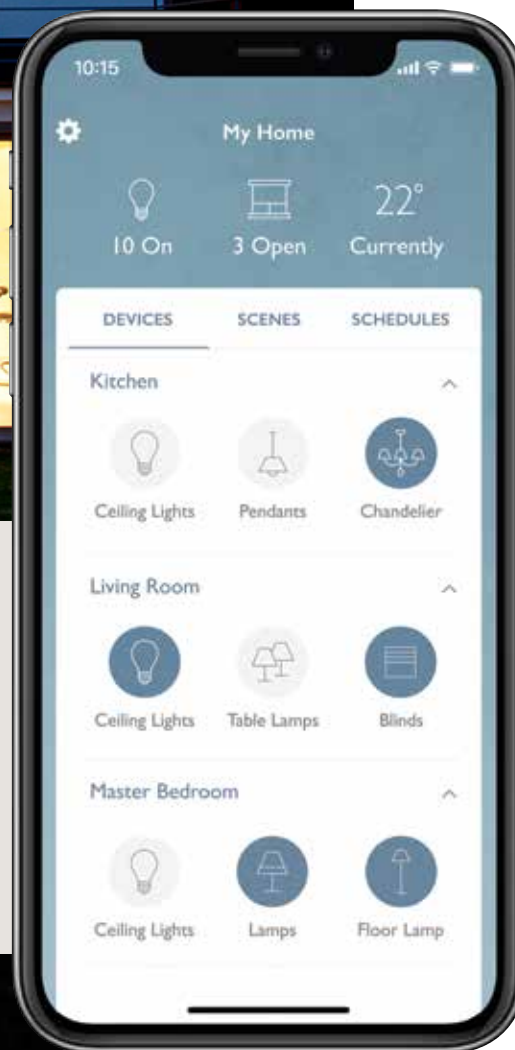 10:15
My Home
22°
10 On 3 Open Currently
DEVICES SCENES SCHEDULES
Kitchen
Ceiling Lights Pendants Chandelier
Living Room
Ceiling Lights Table Lamps Blinds
Master Bedroom
Ceiling Lights Lamps Floor Lamp